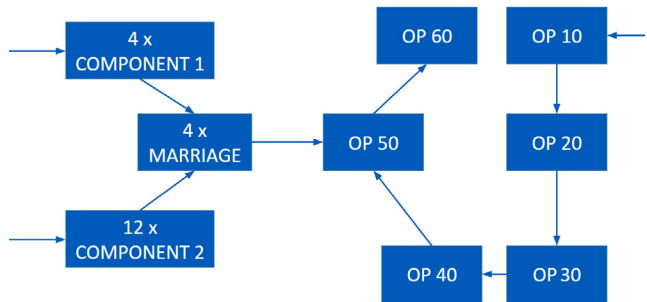 4 x
COMPONENT 1
4 x
MARRIAGE
12 x
COMPONENT 2
OP 60
OP 10
OP 50
OP 20
OP 40
OP 30